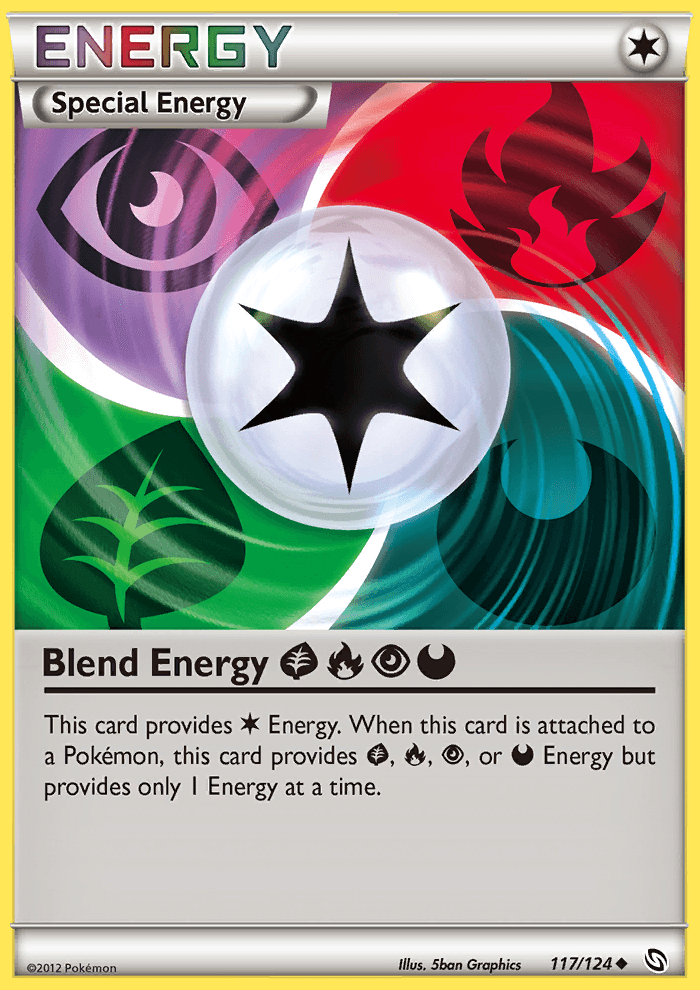 ENERGY
Special Energy
Blend Energy
This card provides Energy. When this card is attached to
a Pokémon, this card provides , , , or Energy but
provides only 1 Energy at a time.
©2012 Pokémon
Illus. 5ban Graphics
117/124